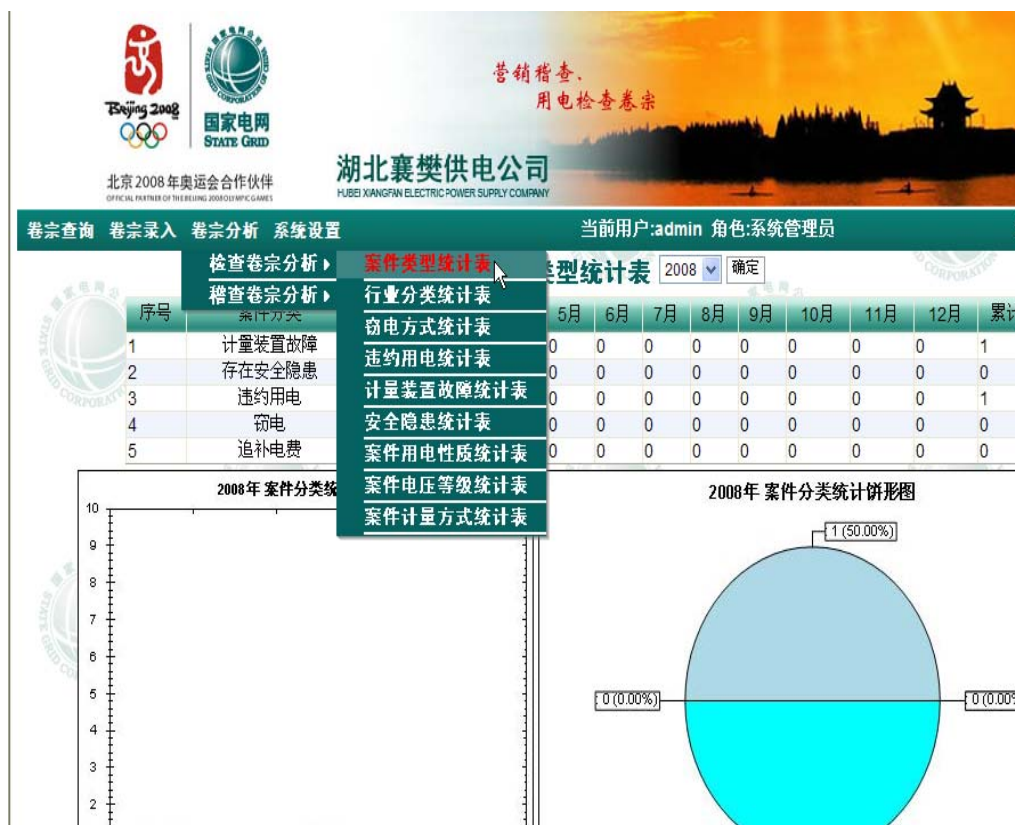 营销稽查、
用电检查卷宗
Beijing 2008
国家电网
STATE GRID
北京2008年奥运会合作伙伴
OFFICIAL PARTNER OF THE BEIJING 2008 OLYMPIC GAMES
湖北襄樊供电公司
HUBEI XIANGFAN ELECTRIC POWER SUPPLY COMPANY
卷宗查询 卷宗录入 卷宗分析 系统设置 当前用户:admin 角色:系统管理员
检查卷宗分析
稽查卷宗分析
案件类型统计表
行业分类统计表
窃电方式统计表
违约用电统计表
计量装置故障统计表
安全隐患统计表
案件用电性质统计表
案件电压等级统计表
案件计量方式统计表
型统计表 2008 确定
序号 案件分类 5月 6月 7月 8月 9月 10月 11月 12月 累计
1 计量装置故障 0 0 0 0 0 0 0 0 1
2 存在安全隐患 0 0 0 0 0 0 0 0 0
3 违约用电 0 0 0 0 0 0 0 0 1
4 窃电 0 0 0 0 0 0 0 0 0
5 追补电费 0 0 0 0 0 0 0 0 0
2008年 案件分类统
10
9
8
7
6
5
4
3
2
2008年 案件分类统计饼形图
1 (50.00%)
0 (0.00%)
0 (0.00%